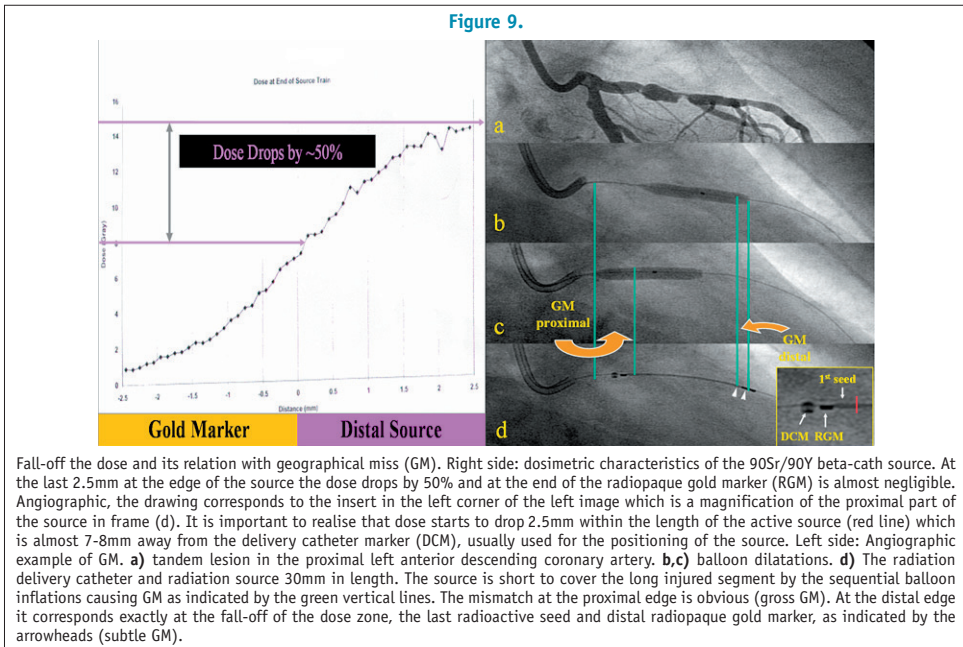 Figure 9.
Dose at End of Source Train
16
14
12
10
8
6
4
2
0
Dose (Gray)
Dose Drops by ~50%
-2.5
-2
-1.5
-1
-0.5
0
0.5
1
1.5
2
2.5
Distance (mm)
Gold Marker
Distal Source
a
b
c
GM
proximal
GM
distal
d
1st seed
DCM RGM
Fall-off the dose and its relation with geographical miss (GM). Right side: dosimetric characteristics of the 90Sr/90Y beta-cath source. At
the last 2.5mm at the edge of the source the dose drops by 50% and at the end of the radiopaque gold marker (RGM) is almost negligible.
Angiographic, the drawing corresponds to the insert in the left corner of the left image which is a magnification of the proximal part of
the source in frame (d). It is important to realise that dose starts to drop 2.5mm within the length of the active source (red line) which
is almost 7-8mm away from the delivery catheter marker (DCM), usually used for the positioning of the source. Left side: Angiographic
example of GM. a) tandem lesion in the proximal left anterior descending coronary artery. b,c) balloon dilatations. d) The radiation
delivery catheter and radiation source 30mm in length. The source is short to cover the long injured segment by the sequential balloon
inflations causing GM as indicated by the green vertical lines. The mismatch at the proximal edge is obvious (gross GM). At the distal edge
it corresponds exactly at the fall-off of the dose zone, the last radioactive seed and distal radiopaque gold marker, as indicated by the
arrowheads (subtle GM).